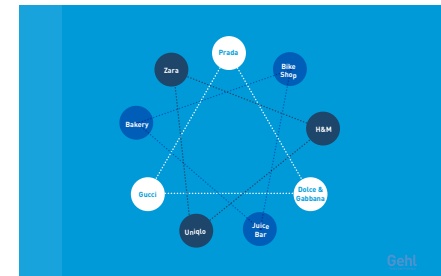 Prada
Zara
Bike
Shop
Bakery
H&M
Gucci
Dolce &
Gabbana
Uniqlo
Juice
Bar
Gehl